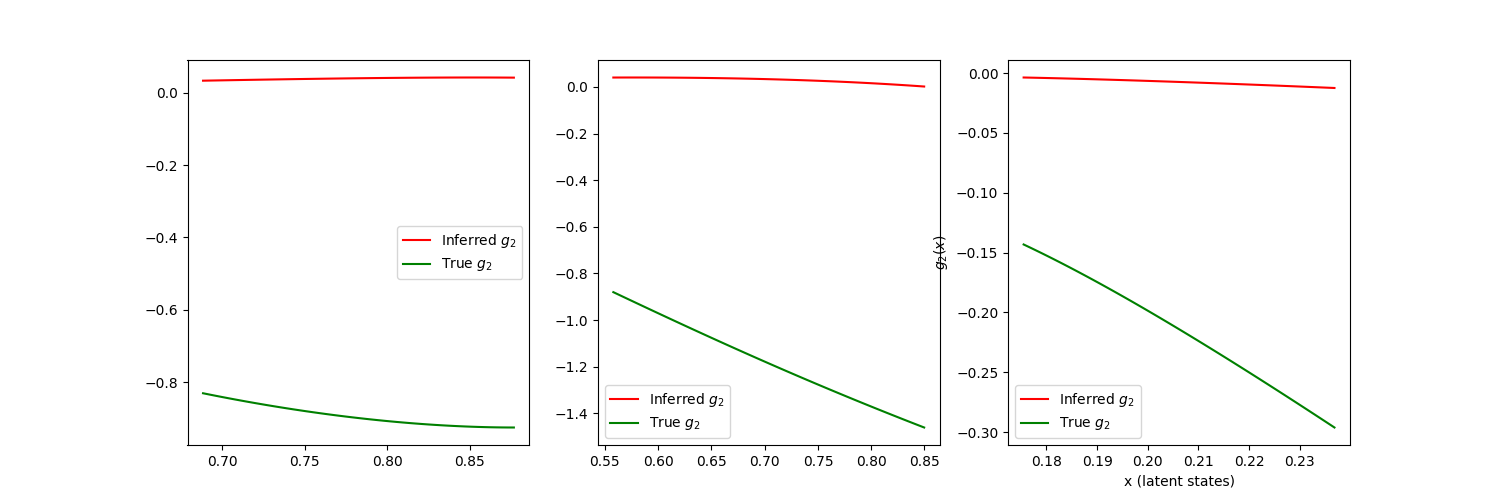 0.0
−0.2
−0.4
−0.6
−0.8
0.70 0.75 0.80 0.85
Inferred g₂
True g₂
0.0
−0.2
−0.4
−0.6
−0.8
−1.0
−1.2
−1.4
0.55 0.60 0.65 0.70 0.75 0.80 0.85
Inferred g₂
True g₂
g₂(x)
0.00
−0.05
−0.10
−0.15
−0.20
−0.25
−0.30
0.18 0.19 0.20 0.21 0.22 0.23
x (latent states)
Inferred g₂
True g₂